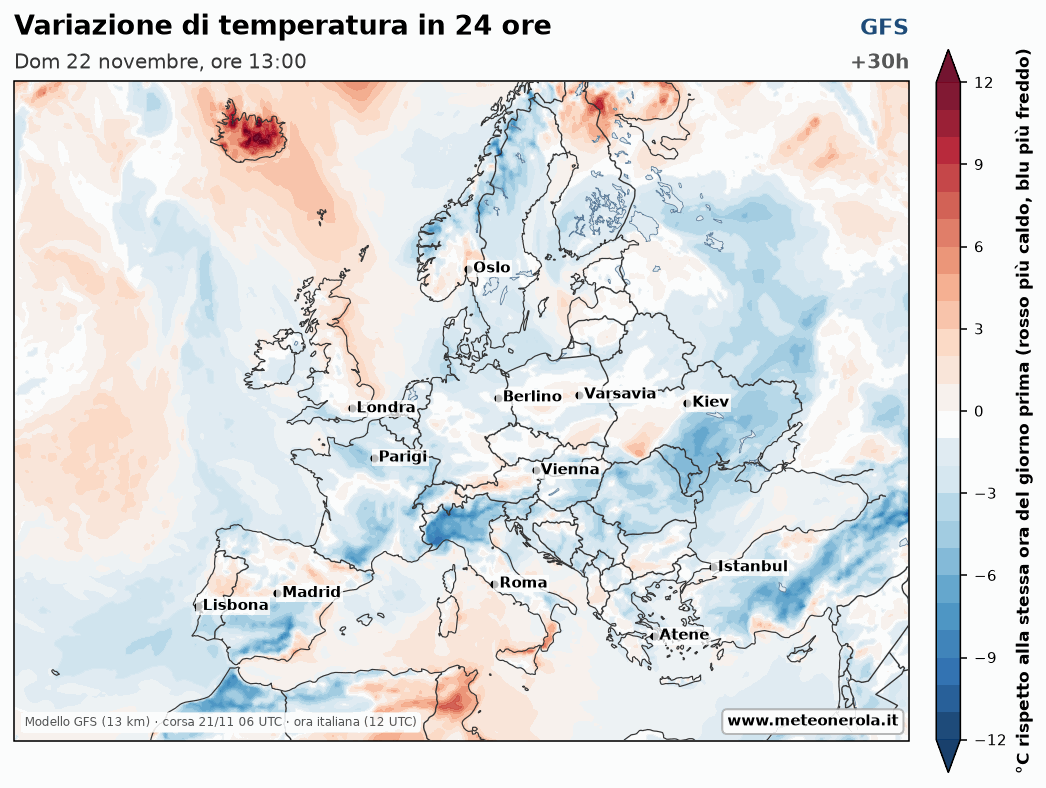 Variazione di temperatura in 24 ore
GFS
Dom 22 novembre, ore 13:00
+30h
Oslo
Londra
Berlino
Varsavia
Kiev
Parigi
Vienna
Istanbul
Roma
Madrid
Lisbona
Atene
Modello GFS (13 km) · corsa 21/11 06 UTC · ora italiana (12 UTC)
www.meteonerola.it
12
9
6
3
0
−3
−6
−9
−12
°C rispetto alla stessa ora del giorno prima (rosso più caldo, blu più freddo)